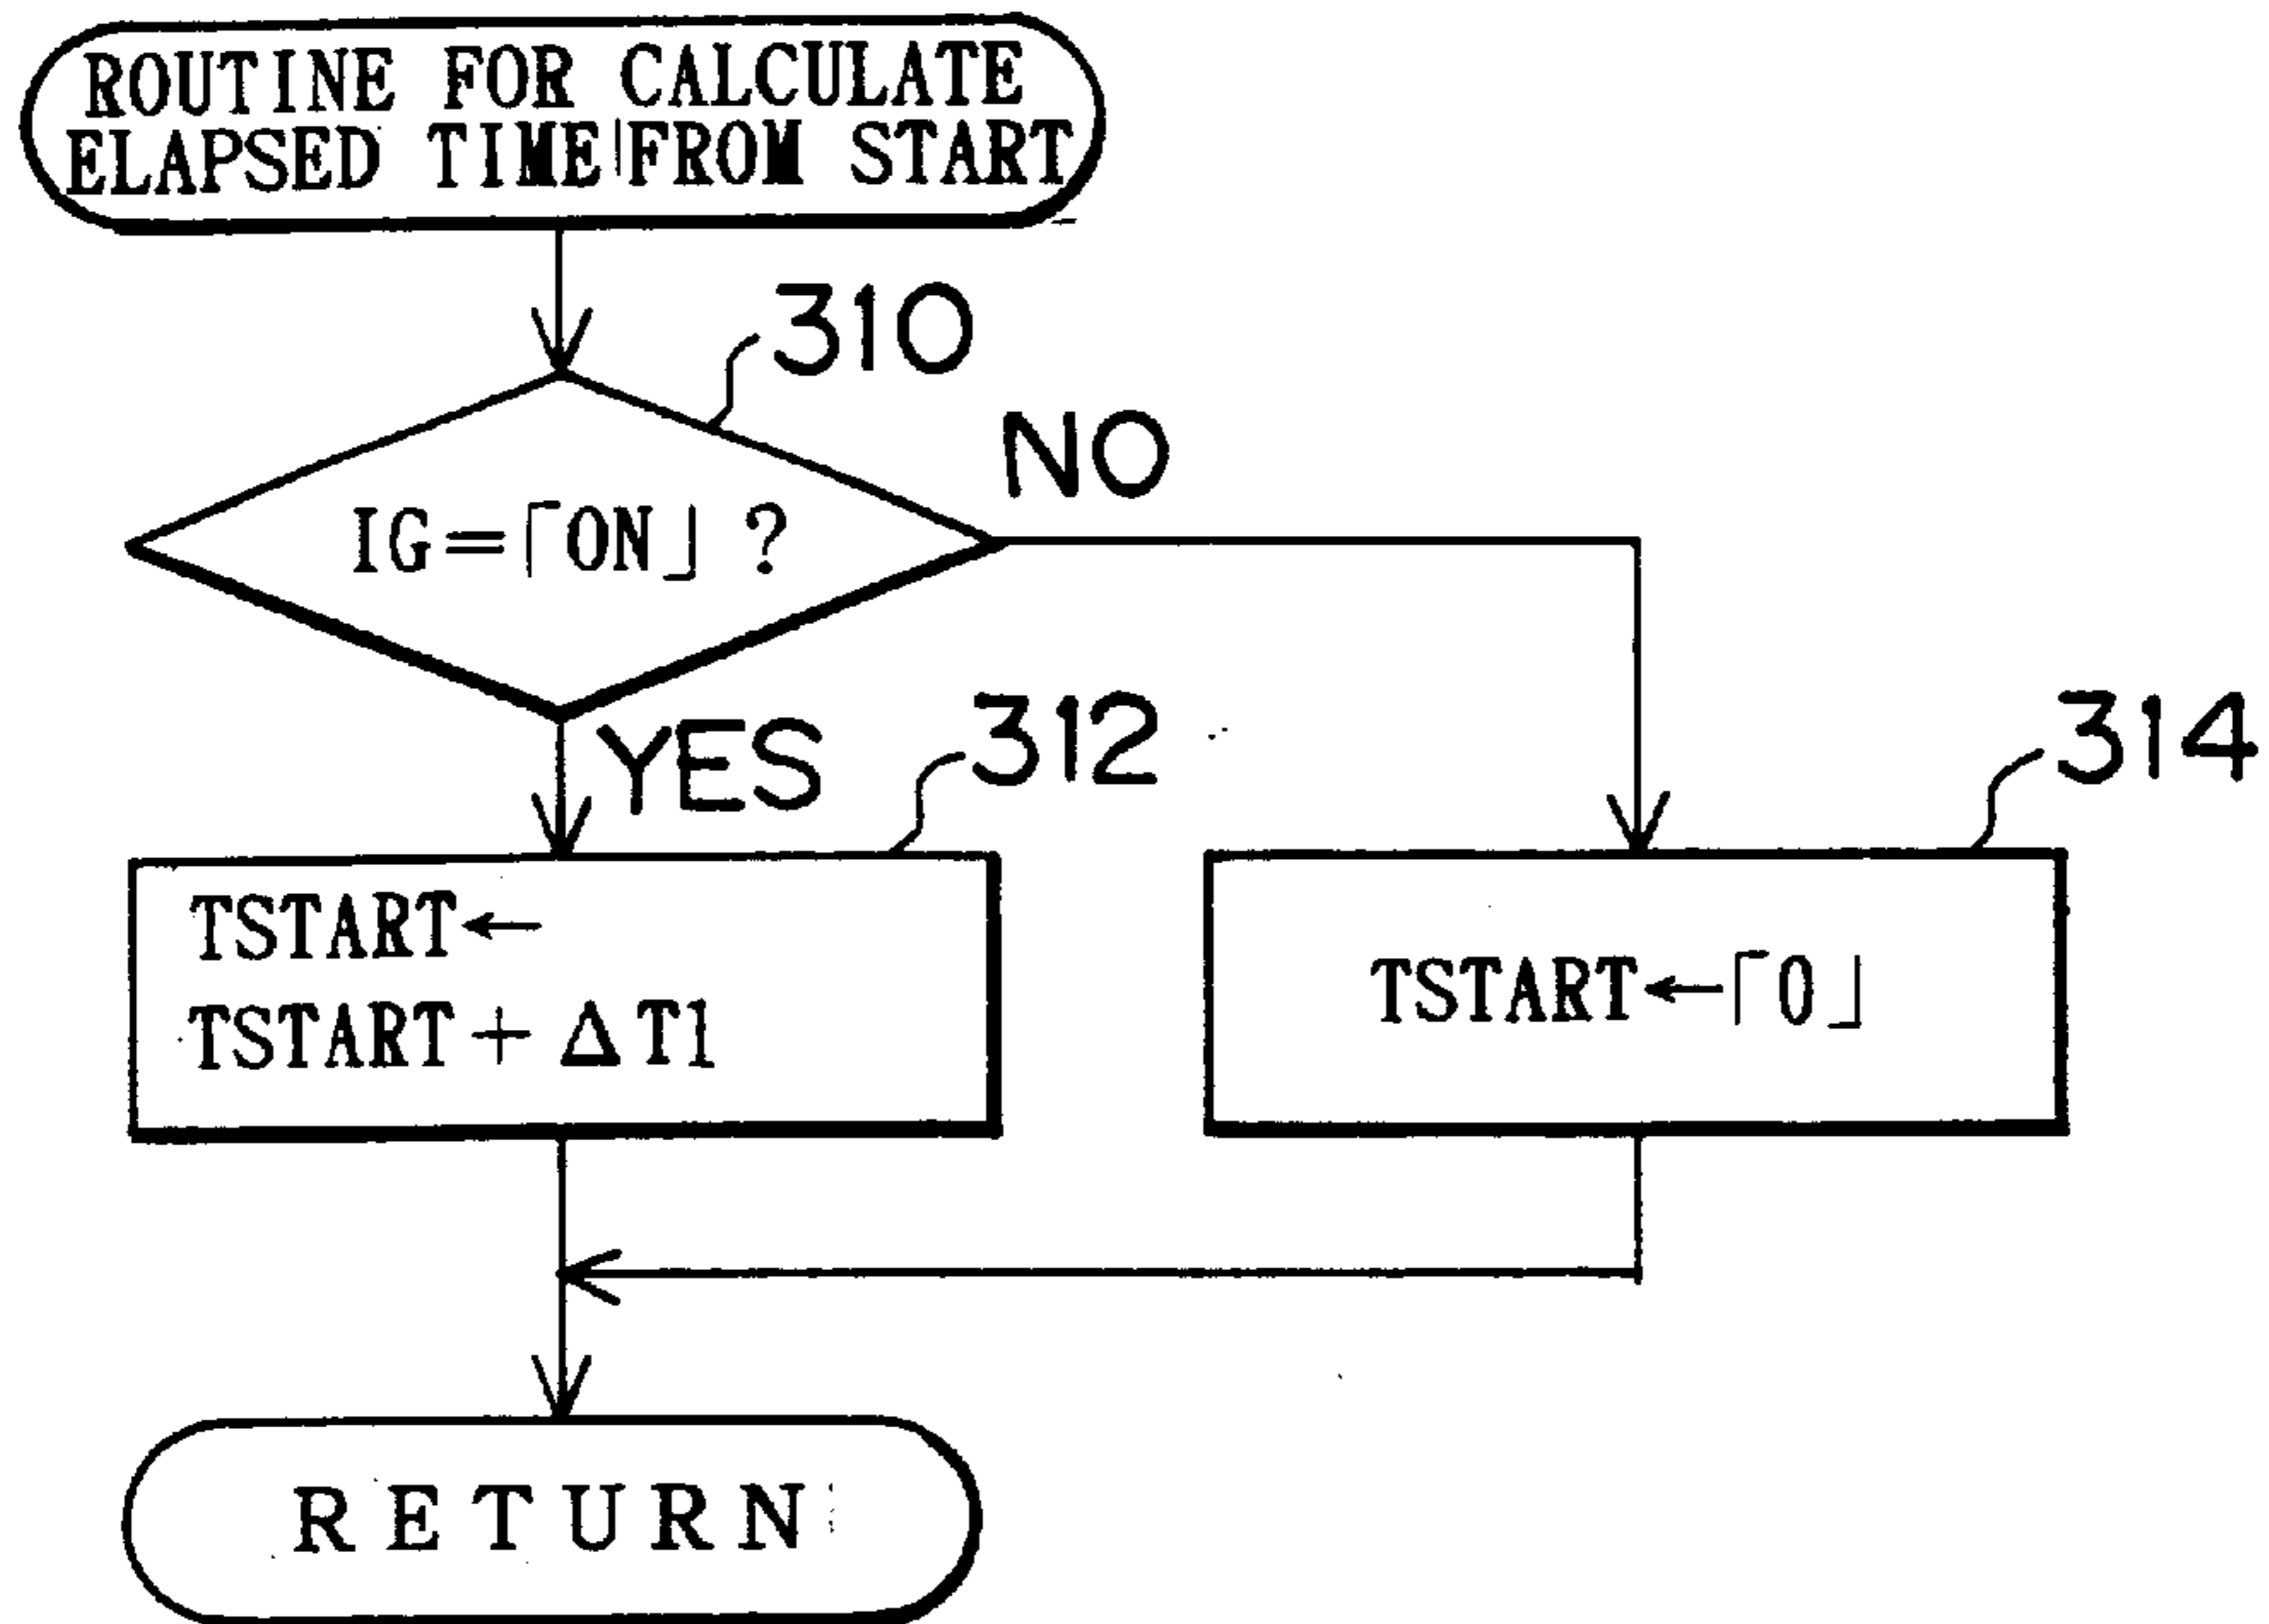 ROUTINE FOR CALCULATE
ELAPSED TIME FROM START
310
NO
IG=「ON」?
YES
312
314
TSTART←
TSTART+ΔT1
TSTART←「0」
RETURN